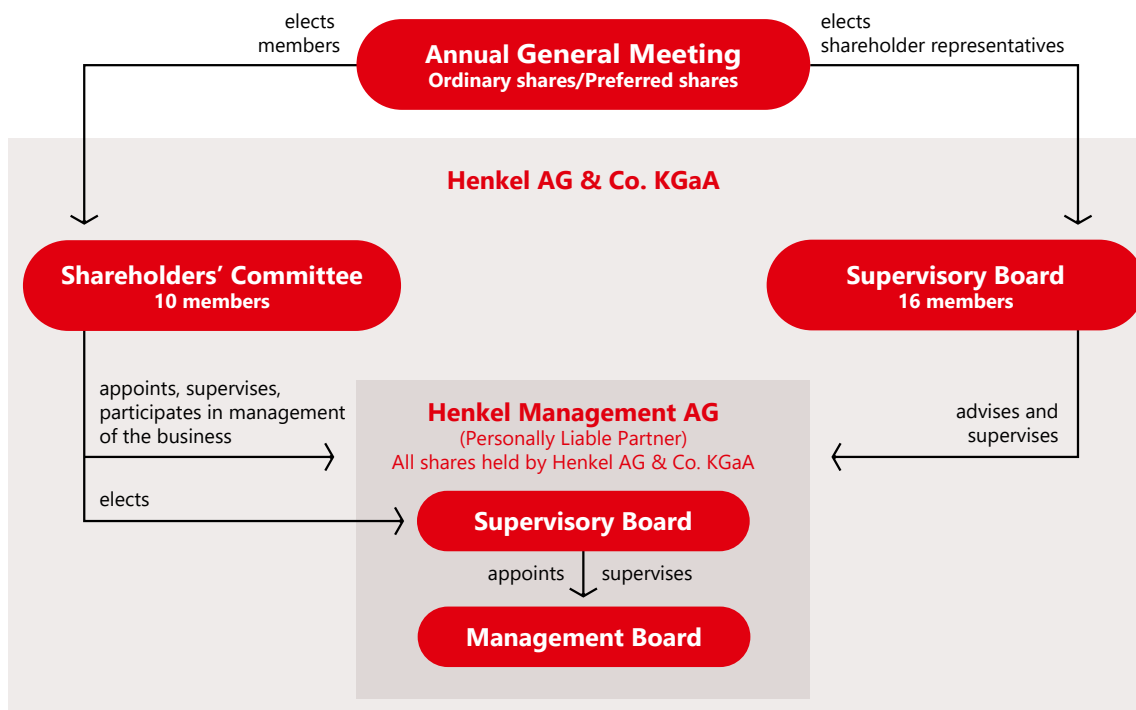 elects
members
Annual General Meeting
Ordinary shares/Preferred shares
elects
shareholder representatives
Henkel AG & Co. KGaA
Shareholders’ Committee
10 members
Supervisory Board
16 members
appoints, supervises,
participates in management
of the business
Henkel Management AG
(Personally Liable Partner)
All shares held by Henkel AG & Co. KGaA
advises and
supervises
elects
Supervisory Board
appoints
supervises
Management Board